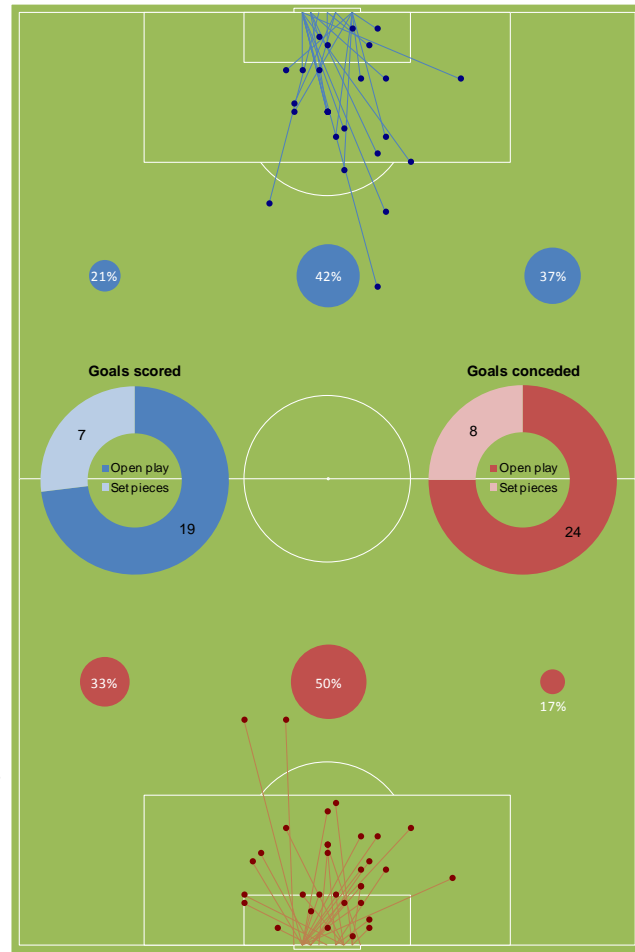 21%
42%
37%
Goals scored
Goals conceded
7
8
Open play
Set pieces
Open play
Set pieces
19
24
33%
50%
17%